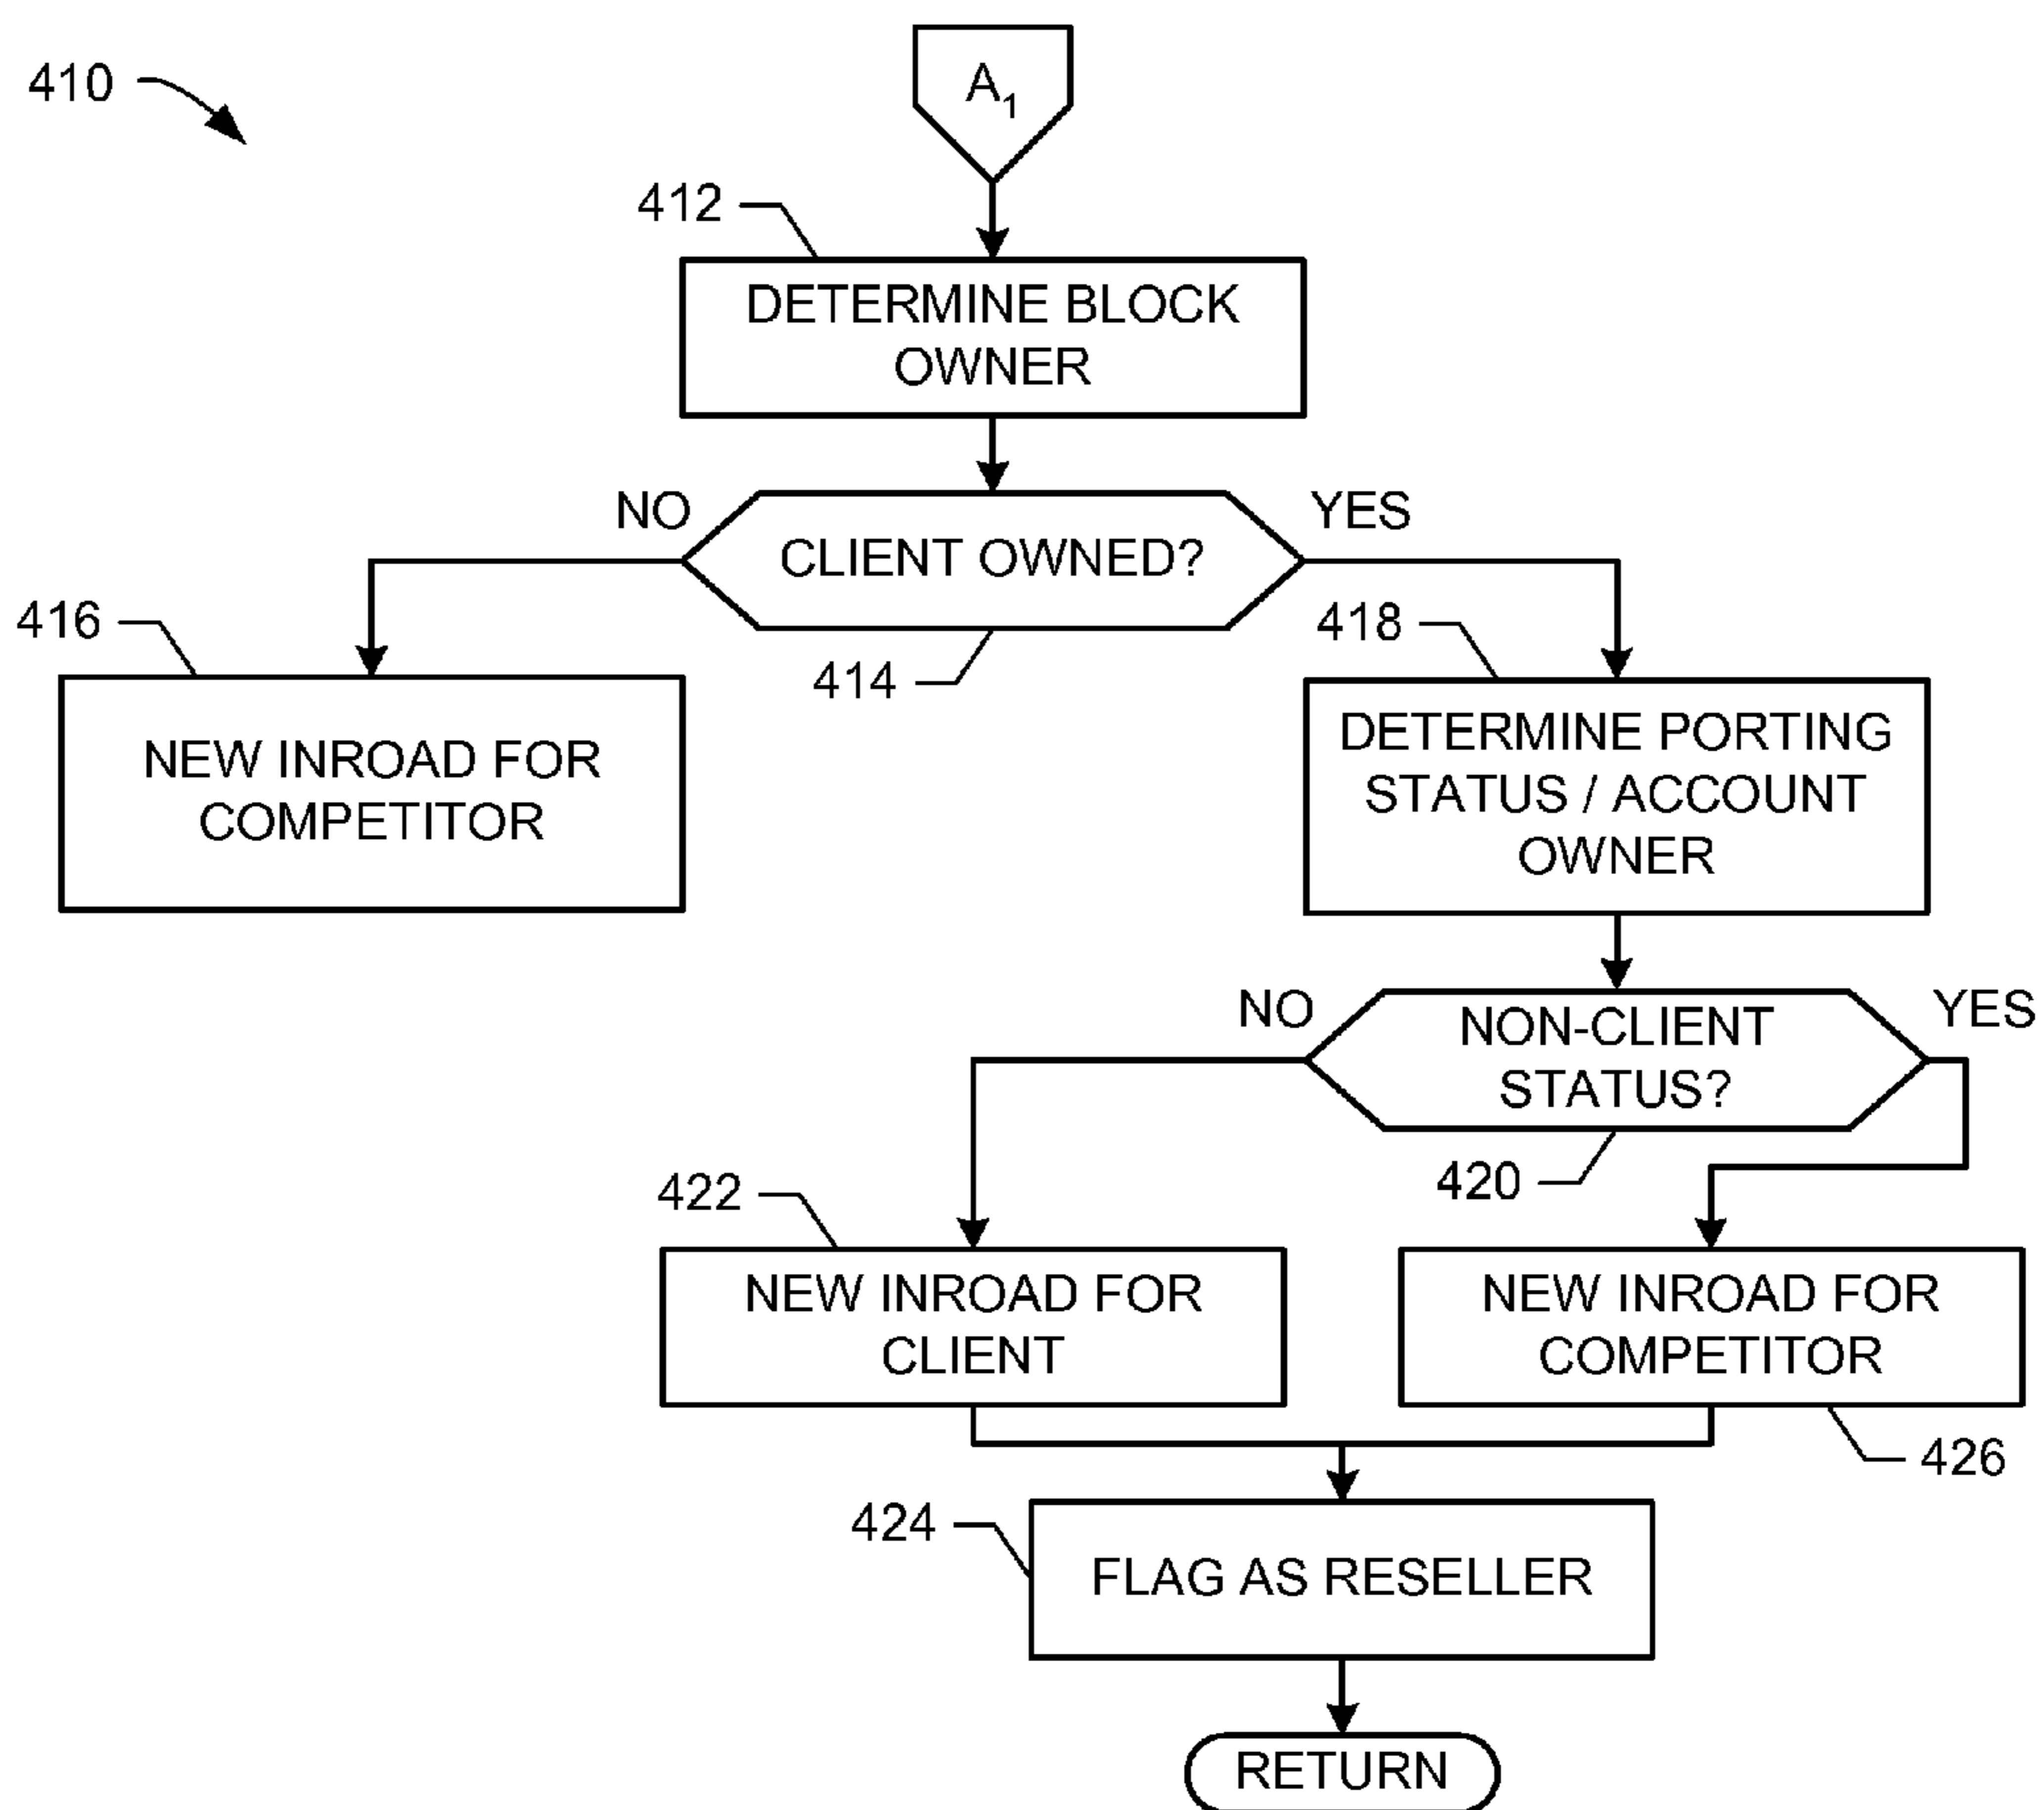 410
A1
412
DETERMINE BLOCK
OWNER
NO
YES
CLIENT OWNED?
414
416
NEW INROAD FOR
COMPETITOR
418
DETERMINE PORTING
STATUS / ACCOUNT
OWNER
NO
YES
NON-CLIENT
STATUS?
420
422
NEW INROAD FOR
CLIENT
NEW INROAD FOR
COMPETITOR
426
424
FLAG AS RESELLER
RETURN